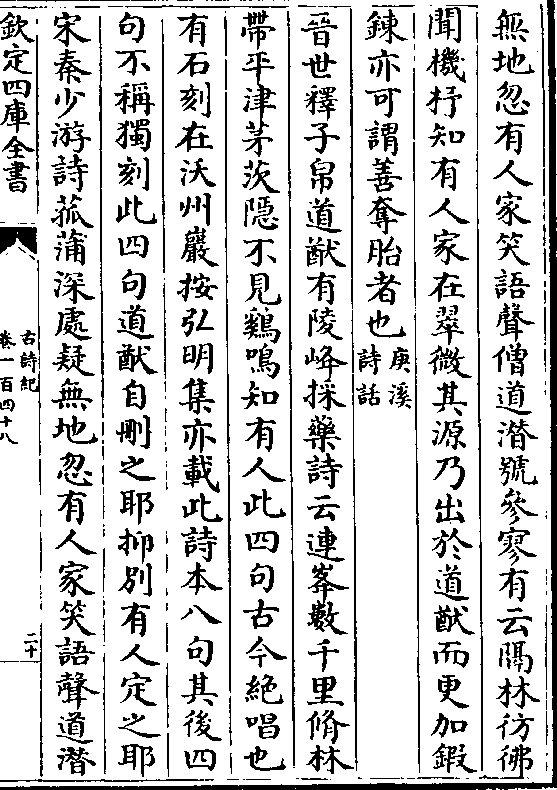 無地忽有人家笑語聲僧道潛號參寥有云隔林彷彿
聞機杼知有人家在翠微其源乃出於道猷而更加鍛
鍊亦可謂善奪胎者也庚溪詩話
晉世釋子帛道猷有陵峰採藥詩云連峯數千里脩林
帶平津茅茨隱不見鷄鳴知有人此四句古今絶唱也
有石刻在沃州巖按弘明集亦載此詩本八句其後四
句不稱獨刻此四句道猷自刪之耶抑别有人定之耶
宋秦少游詩菰蒲深處疑無地忽有人家笑語聲道潛
欽定四庫全書
古詩紀
卷一百四十八
二十